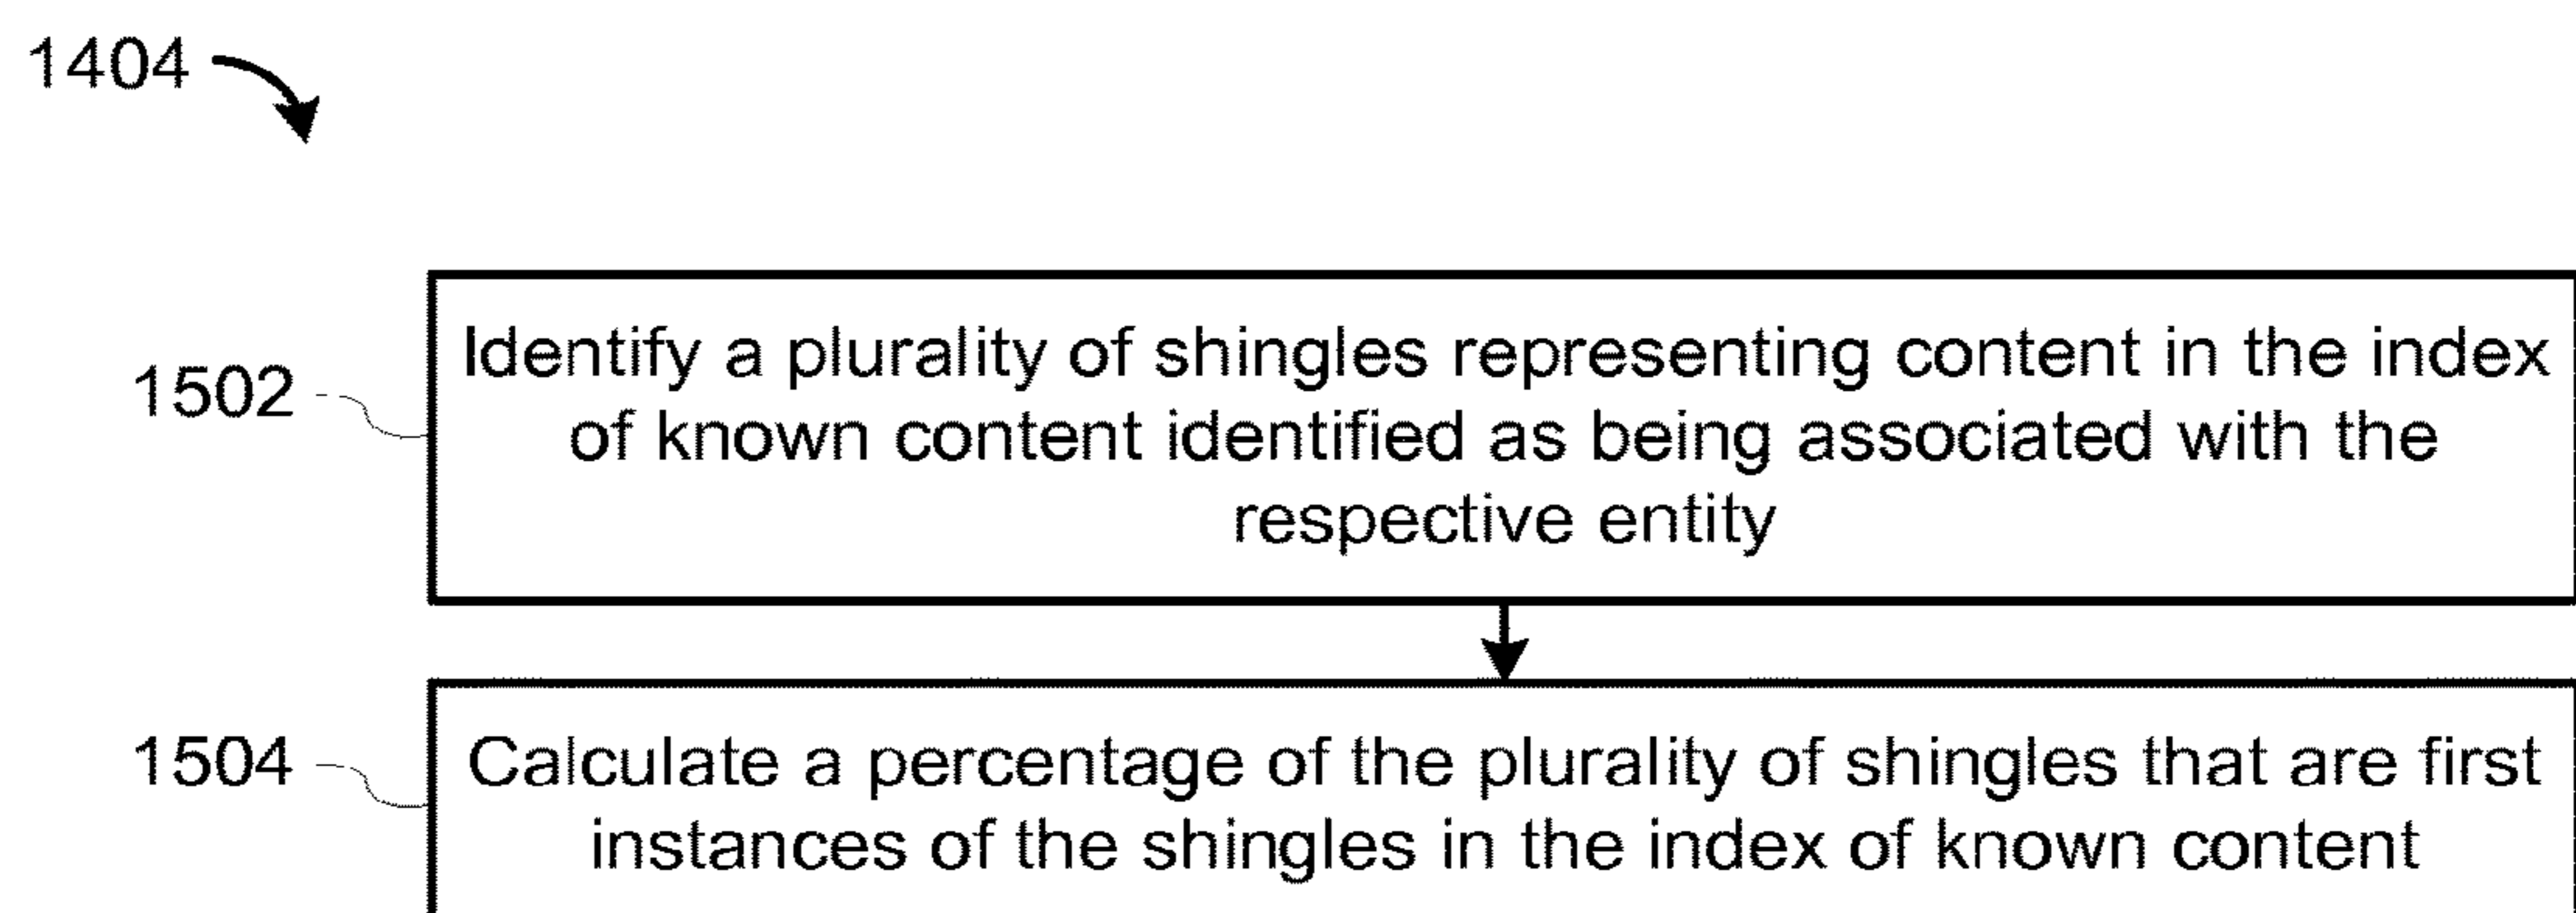 1404
1502
Identify a plurality of shingles representing content in the index
of known content identified as being associated with the
respective entity
1504
Calculate a percentage of the plurality of shingles that are first
instances of the shingles in the index of known content